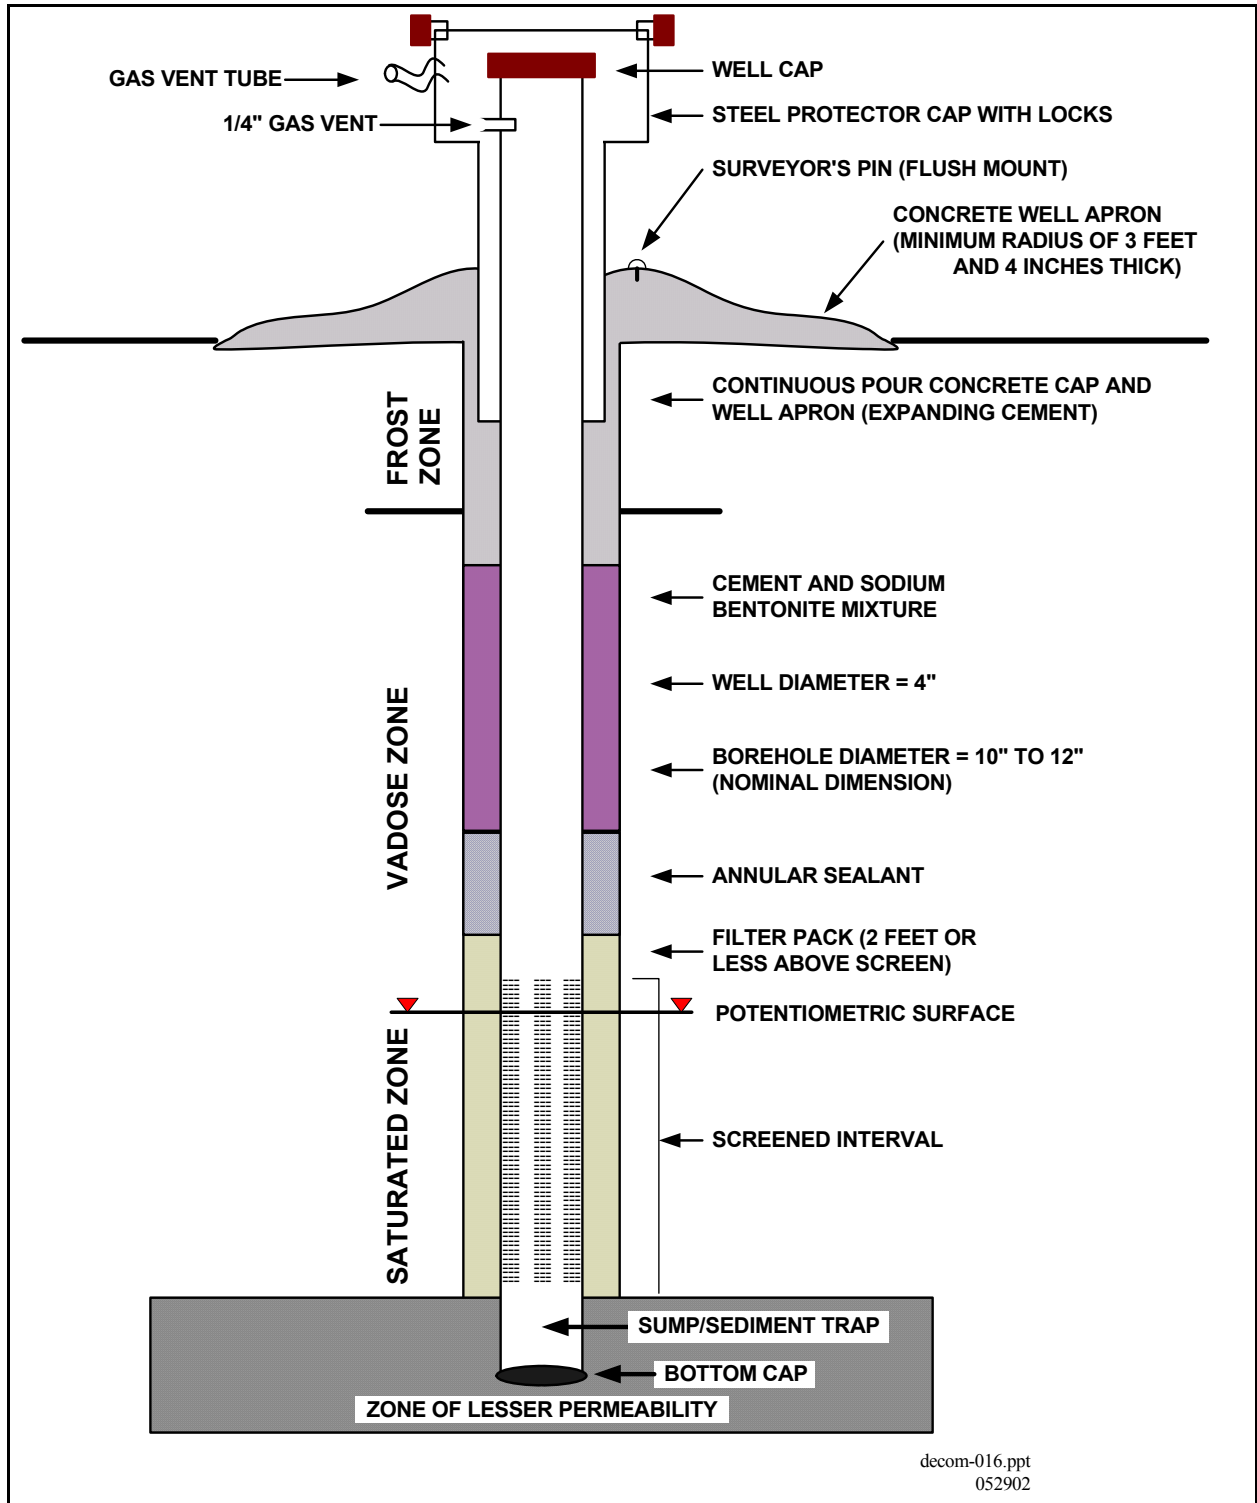 GAS VENT TUBE
1/4" GAS VENT
WELL CAP
STEEL PROTECTOR CAP WITH LOCKS
SURVEYOR'S PIN (FLUSH MOUNT)
CONCRETE WELL APRON
(MINIMUM RADIUS OF 3 FEET
AND 4 INCHES THICK)
FROST
ZONE
CONTINUOUS POUR CONCRETE CAP AND
WELL APRON (EXPANDING CEMENT)
CEMENT AND SODIUM
BENTONITE MIXTURE
WELL DIAMETER = 4"
VADOSE ZONE
BOREHOLE DIAMETER = 10" TO 12"
(NOMINAL DIMENSION)
ANNULAR SEALANT
FILTER PACK (2 FEET OR
LESS ABOVE SCREEN)
POTENTIOMETRIC SURFACE
SATURATED ZONE
SCREENED INTERVAL
SUMP/SEDIMENT TRAP
BOTTOM CAP
ZONE OF LESSER PERMEABILITY
decom-016.ppt
052902